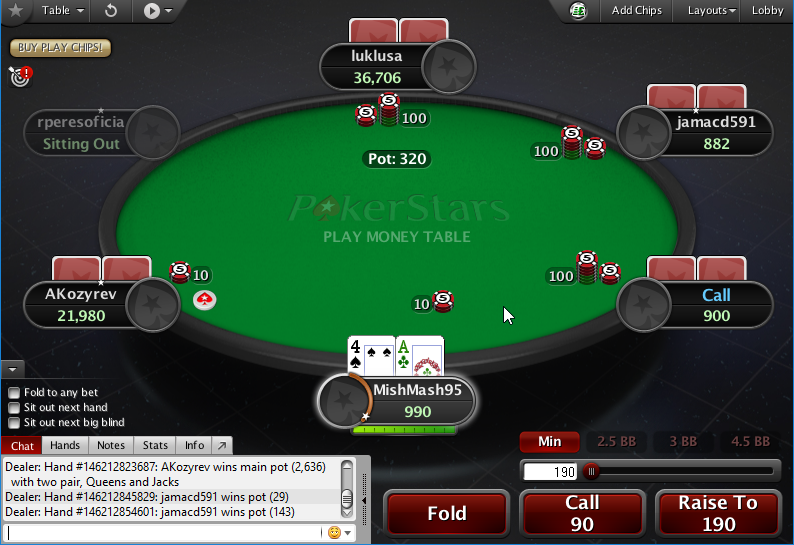 Table
Add Chips
Layouts
Lobby
BUY PLAY CHIPS!
luklusa
36,706
100
rperesoficia
Sitting Out
jamacd591
882
100
Pot: 320
PokerStars
PLAY MONEY TABLE
AKozyrev
21,980
10
100
Call
900
10
4
A
MishMash95
990
Fold to any bet
Sit out next hand
Sit out next big blind
Chat
Hands
Notes
Stats
Info
Min
2.5 BB
3 BB
4.5 BB
190
Dealer: Hand #146212823687: AKozyrev wins main pot (2,636)
with two pair, Queens and Jacks
Dealer: Hand #146212845829: jamacd591 wins pot (29)
Dealer: Hand #146212854601: jamacd591 wins pot (143)
Fold
Call
90
Raise To
190